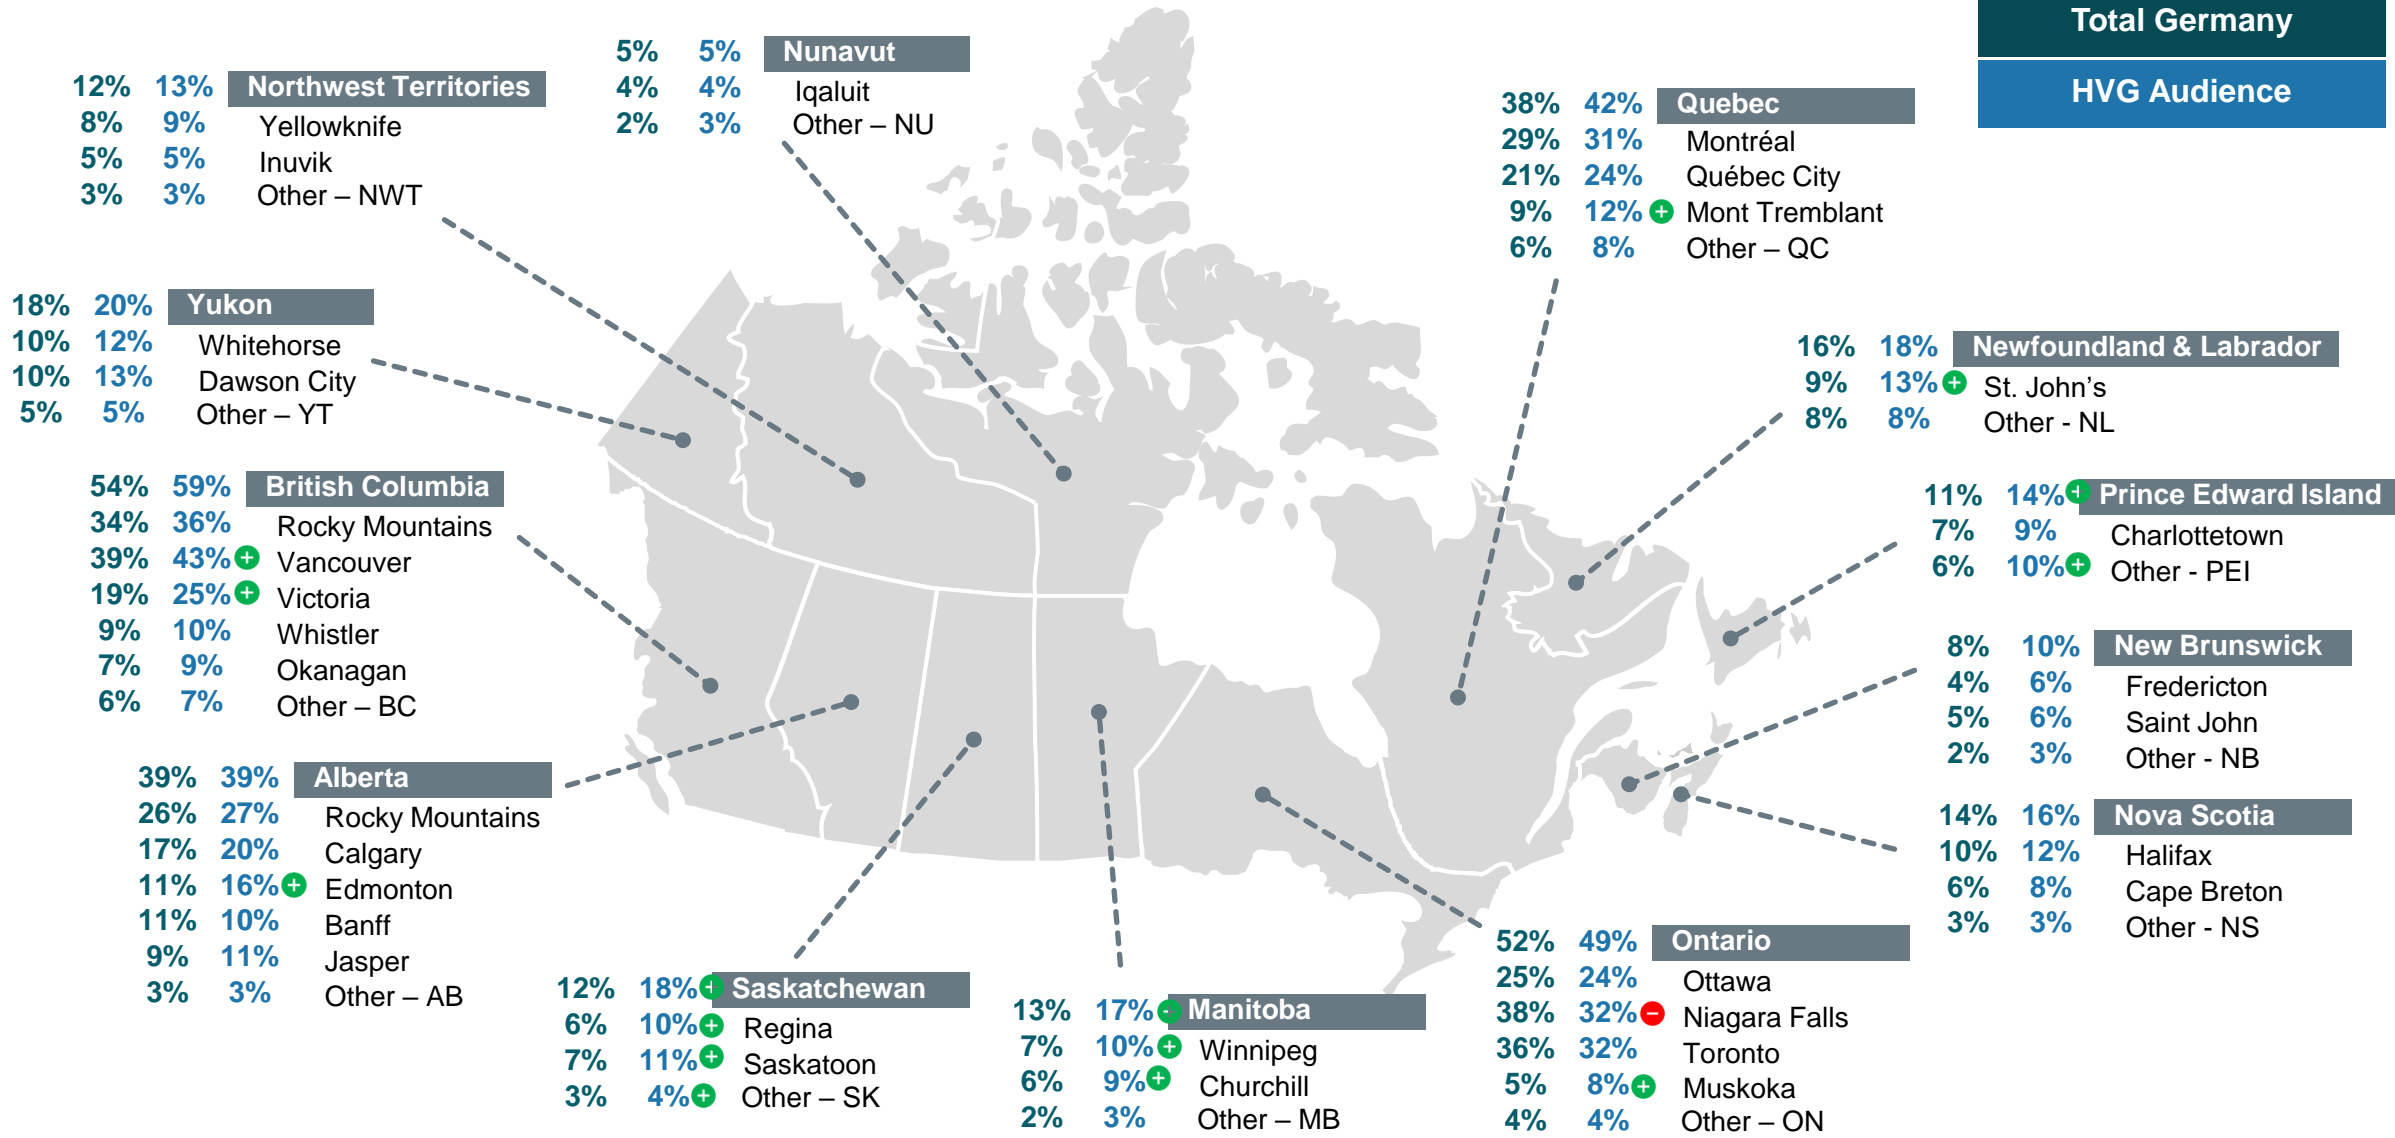 Total Germany
HVG Audience
5% 5% Nunavut
4% 4% Iqaluit
2% 3% Other – NU
12% 13% Northwest Territories
8% 9% Yellowknife
5% 5% Inuvik
3% 3% Other – NWT
38% 42% Quebec
29% 31% Montréal
21% 24% Québec City
9% 12% + Mont Tremblant
6% 8% Other – QC
18% 20% Yukon
10% 12% Whitehorse
10% 13% Dawson City
5% 5% Other – YT
16% 18% Newfoundland & Labrador
9% 13% + St. John’s
8% 8% Other - NL
54% 59% British Columbia
34% 36% Rocky Mountains
39% 43% + Vancouver
19% 25% + Victoria
9% 10% Whistler
7% 9% Okanagan
6% 7% Other – BC
11% 14% + Prince Edward Island
7% 9% Charlottetown
6% 10% + Other - PEI
8% 10% New Brunswick
4% 6% Fredericton
5% 6% Saint John
2% 3% Other - NB
39% 39% Alberta
26% 27% Rocky Mountains
17% 20% Calgary
11% 16% + Edmonton
11% 10% Banff
9% 11% Jasper
3% 3% Other – AB
14% 16% Nova Scotia
10% 12% Halifax
6% 8% Cape Breton
3% 3% Other - NS
12% 18% + Saskatchewan
6% 10% + Regina
7% 11% + Saskatoon
3% 4% + Other – SK
13% 17% + Manitoba
7% 10% + Winnipeg
6% 9% + Churchill
2% 3% Other – MB
52% 49% Ontario
25% 24% Ottawa
38% 32% − Niagara Falls
36% 32% Toronto
5% 8% + Muskoka
4% 4% Other – ON